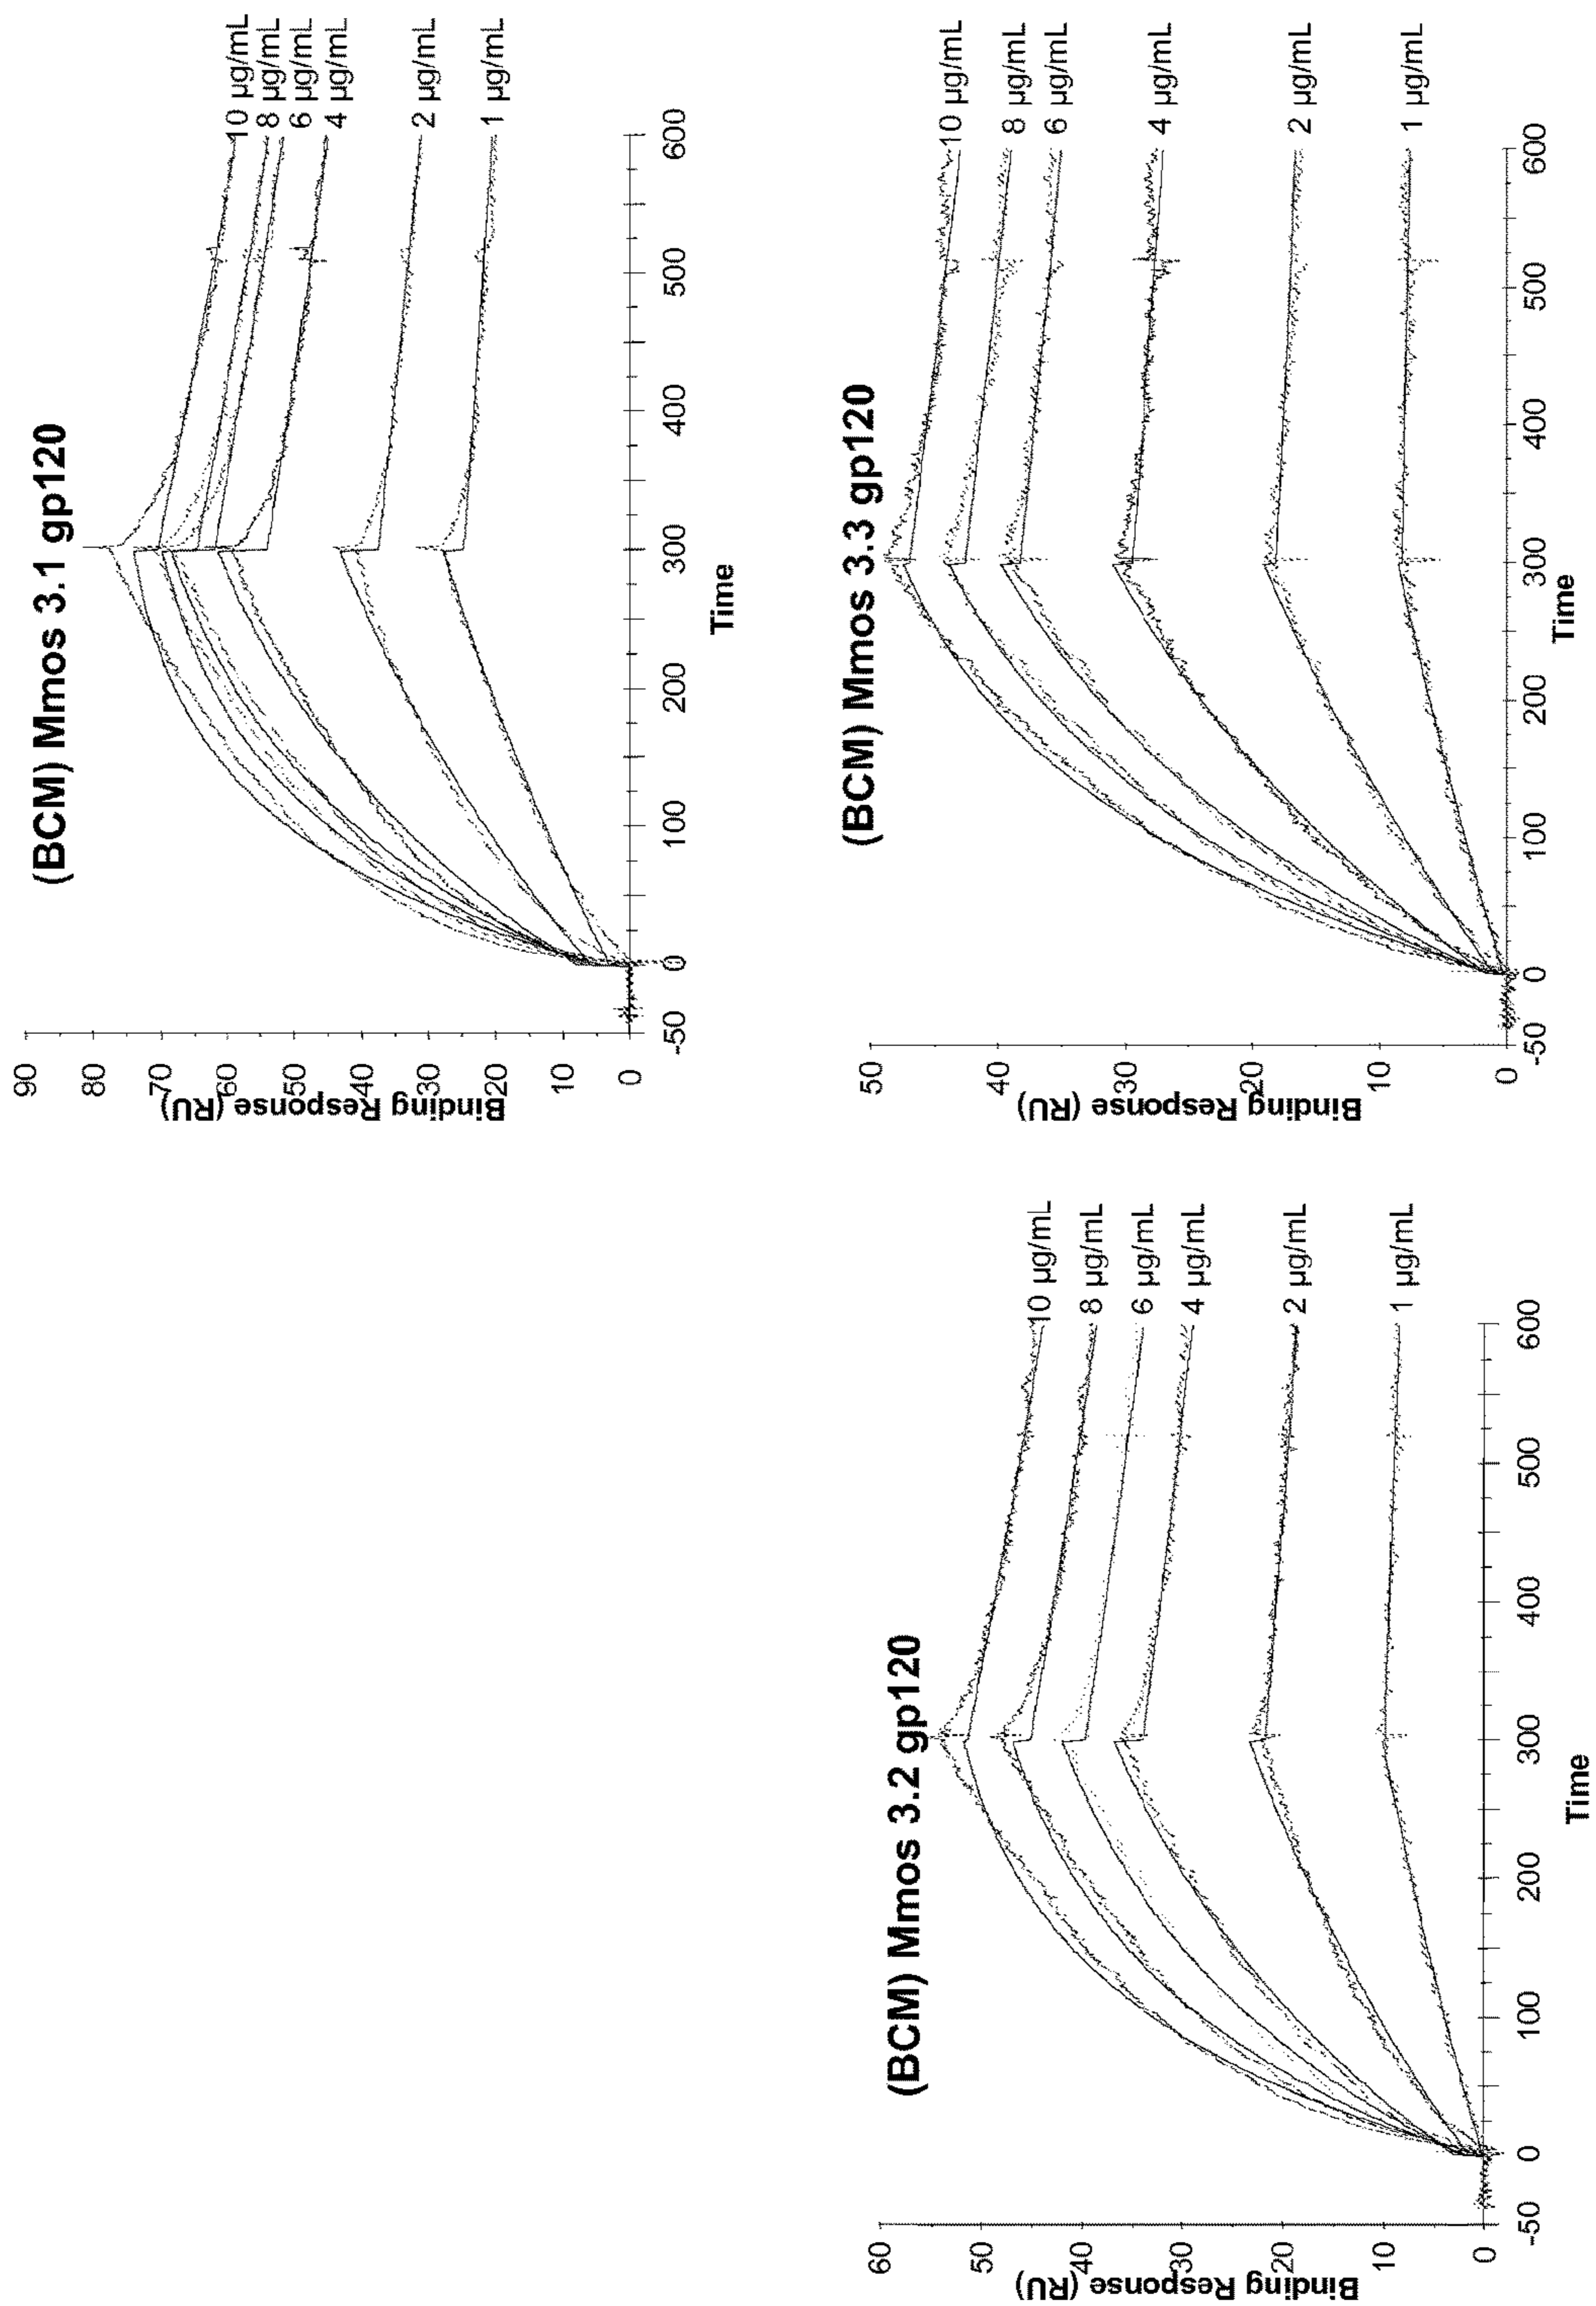 (BCM) Mmos 3.1 gp120
Binding Response (RU)
90
80
70
60
50
40
30
20
10
0
-50
0
100
200
300
400
500
600
Time
10 µg/mL
8 µg/mL
6 µg/mL
4 µg/mL
2 µg/mL
1 µg/mL
(BCM) Mmos 3.2 gp120
Binding Response (RU)
60
50
40
30
20
10
0
-50
0
100
200
300
400
500
600
Time
10 µg/mL
8 µg/mL
6 µg/mL
4 µg/mL
2 µg/mL
1 µg/mL
(BCM) Mmos 3.3 gp120
Binding Response (RU)
50
40
30
20
10
0
-50
0
100
200
300
400
500
600
Time
10 µg/mL
8 µg/mL
6 µg/mL
4 µg/mL
2 µg/mL
1 µg/mL